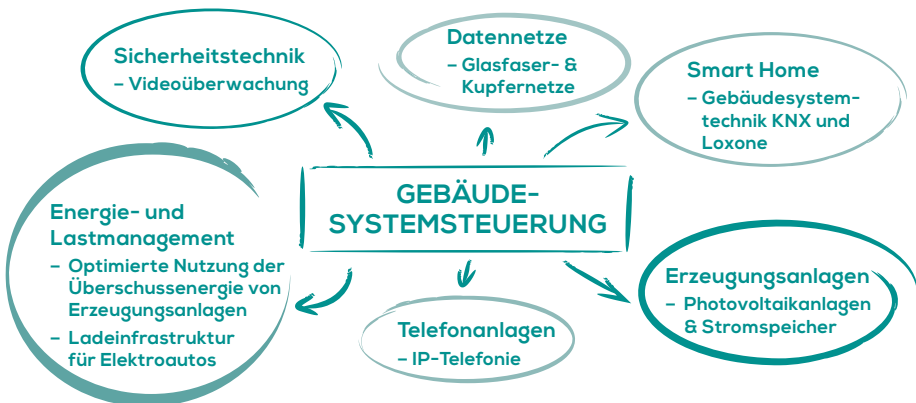 Sicherheitstechnik
– Videoüberwachung
Datennetze
– Glasfaser- &
Kupfernetze
Smart Home
– Gebäudesystem-
technik KNX und
Loxone
GEBÄUDE-
SYSTEMSTEUERUNG
Energie- und
Lastmanagement
– Optimierte Nutzung der
Überschussenergie von
Erzeugungsanlagen
– Ladeinfrastruktur
für Elektroautos
Telefonanlagen
– IP-Telefonie
Erzeugungsanlagen
– Photovoltaikanlagen
& Stromspeicher